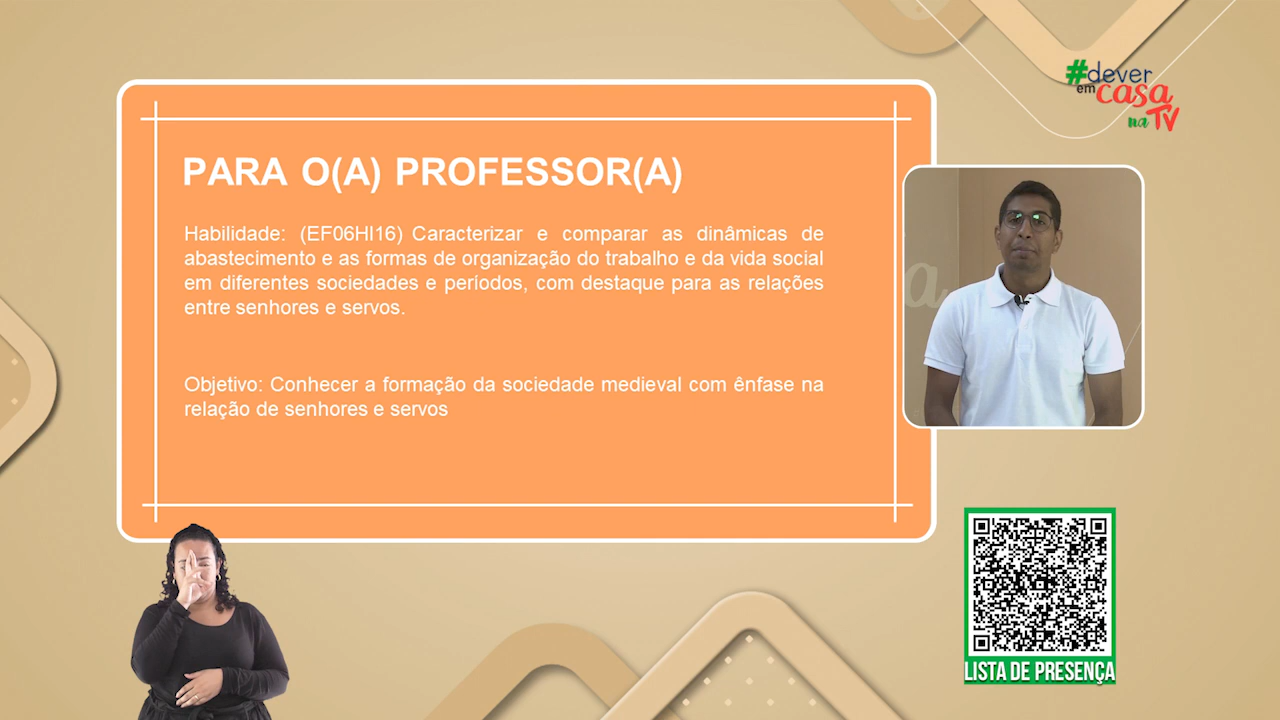 #dever
em casa
na TV
PARA O(A) PROFESSOR(A)
Habilidade: (EF06HI16) Caracterizar e comparar as dinâmicas de
abastecimento e as formas de organização do trabalho e da vida social
em diferentes sociedades e períodos, com destaque para as relações
entre senhores e servos.
Objetivo: Conhecer a formação da sociedade medieval com ênfase na
relação de senhores e servos
LISTA DE PRESENÇA